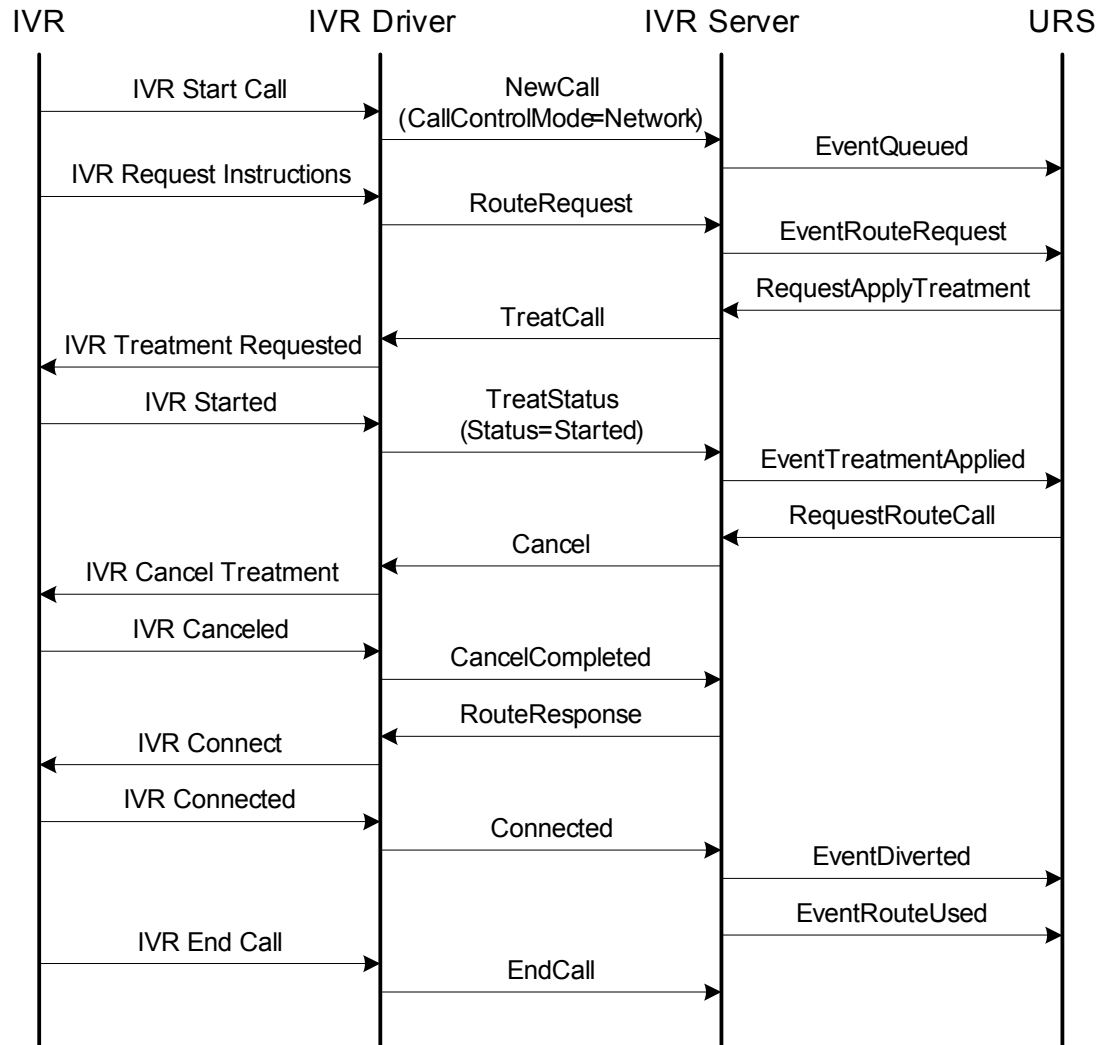 IVR
IVR Driver
IVR Server
URS
IVR Start Call
NewCall
(CallControlMode=Network)
EventQueued
IVR Request Instructions
RouteRequest
EventRouteRequest
RequestApplyTreatment
TreatCall
IVR Treatment Requested
IVR Started
TreatStatus
(Status=Started)
EventTreatmentApplied
RequestRouteCall
Cancel
IVR Cancel Treatment
IVR Canceled
CancelCompleted
RouteResponse
IVR Connect
IVR Connected
Connected
EventDiverted
EventRouteUsed
IVR End Call
EndCall